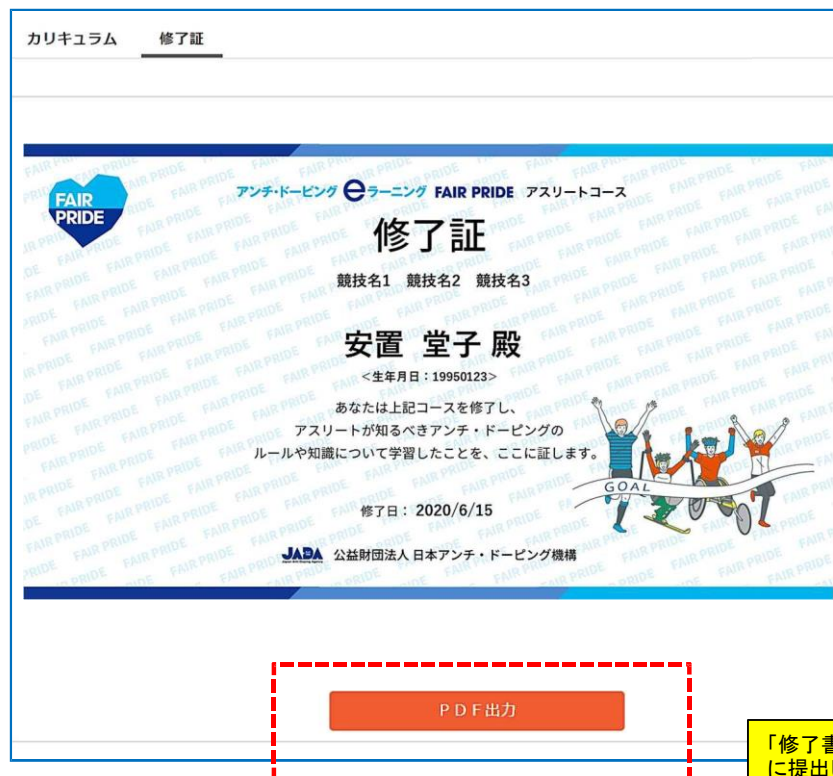 カリキュラム 修了証
FAIR
PRIDE
アンチ・ドーピング eラーニング FAIR PRIDE アスリートコース
修了証
競技名1 競技名2 競技名3
安置 堂子 殿
<生年月日:19950123>
あなたは上記コースを修了し、
アスリートが知るべきアンチ・ドーピングの
ルールや知識について学習したことを、ここに証します。
GOAL
修了日: 2020/6/15
JADA 公益財団法人 日本アンチ・ドーピング機構
PDF出力
「修了書
に提出